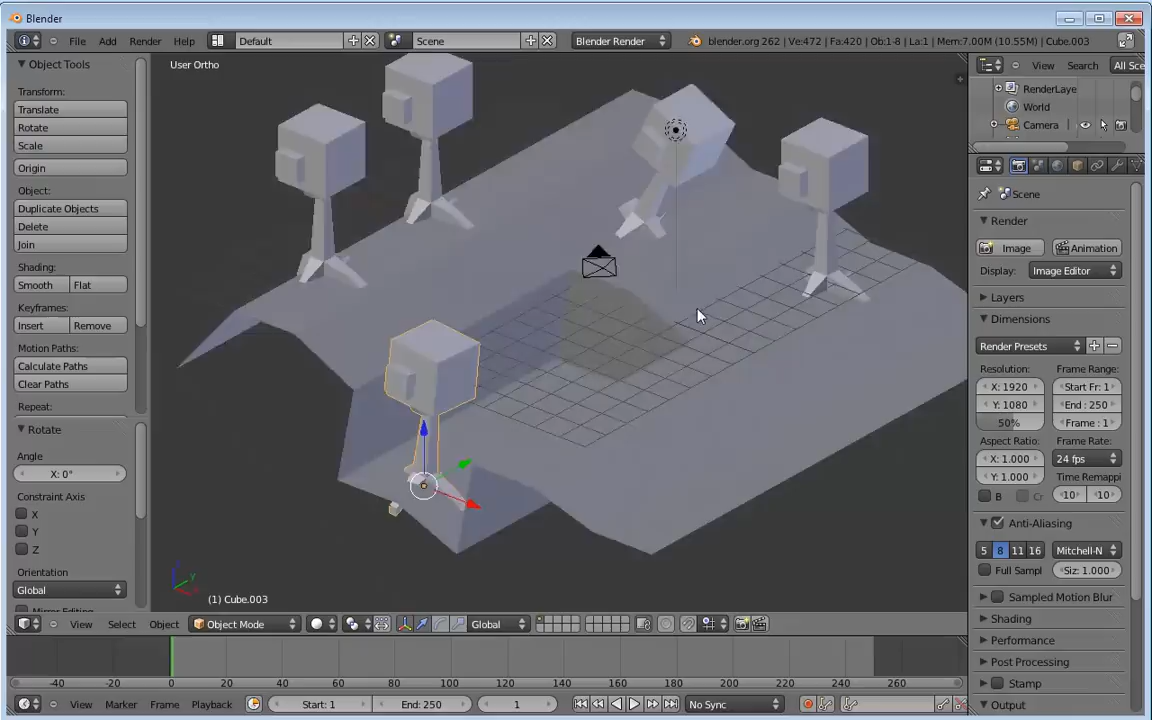 Blender
File Add Render Help Default Scene Blender Render blender.org 262 | Ve:472 | Fa:420 | Ob:1-8 | La:1 | Mem:7.00M (10.55M) | Cube.003
Object Tools
Transform:
Translate
Rotate
Scale
Origin
Object:
Duplicate Objects
Delete
Join
Shading:
Smooth Flat
Keyframes:
Insert Remove
Motion Paths:
Calculate Paths
Clear Paths
Repeat:
Rotate
Angle
X: 0°
Constraint Axis
X
Y
Z
Orientation
Global
User Ortho
(1) Cube.003
View Select Object Object Mode Global
-40 -20 0 20 40 60 80 100 120 140 160 180 200 220 240 260
View Marker Frame Playback Start: 1 End: 250 1 No Sync
View Search All Sce
RenderLaye
World
Camera
Scene
Render
Image Animation
Display: Image Editor
Layers
Dimensions
Render Presets
Resolution: Frame Range:
X: 1920 Start Fr: 1
Y: 1080 End : 250
50% Frame : 1
Aspect Ratio: Frame Rate:
X: 1.000 24 fps
Y: 1.000 Time Remappi
B Cr 10 10
Anti-Aliasing
5 8 11 16 Mitchell-N
Full Sampl Siz: 1.000
Sampled Motion Blur
Shading
Performance
Post Processing
Stamp
Output